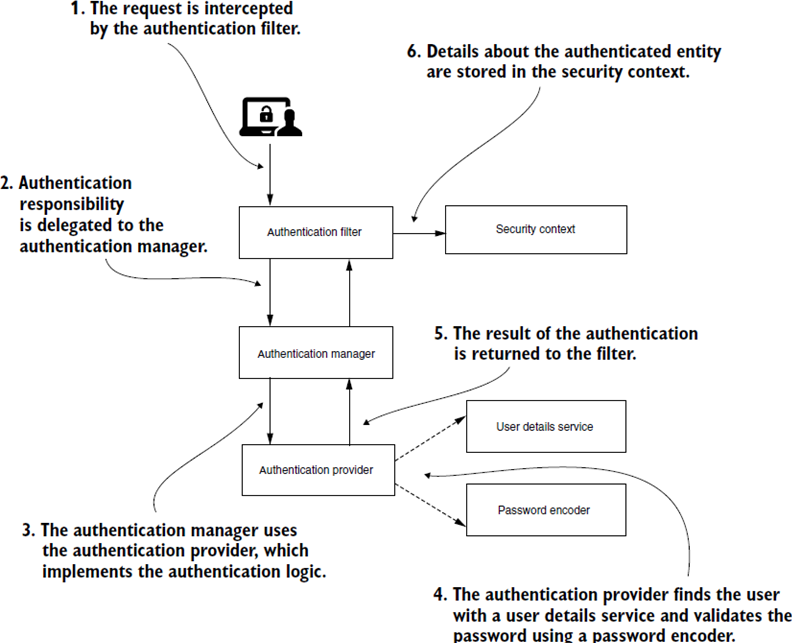 1. The request is intercepted
by the authentication filter.
6. Details about the authenticated entity
are stored in the security context.
2. Authentication
responsibility
is delegated to the
authentication manager.
Authentication filter
Security context
Authentication manager
5. The result of the authentication
is returned to the filter.
User details service
Authentication provider
Password encoder
3. The authentication manager uses
the authentication provider, which
implements the authentication logic.
4. The authentication provider finds the user
with a user details service and validates the
password using a password encoder.